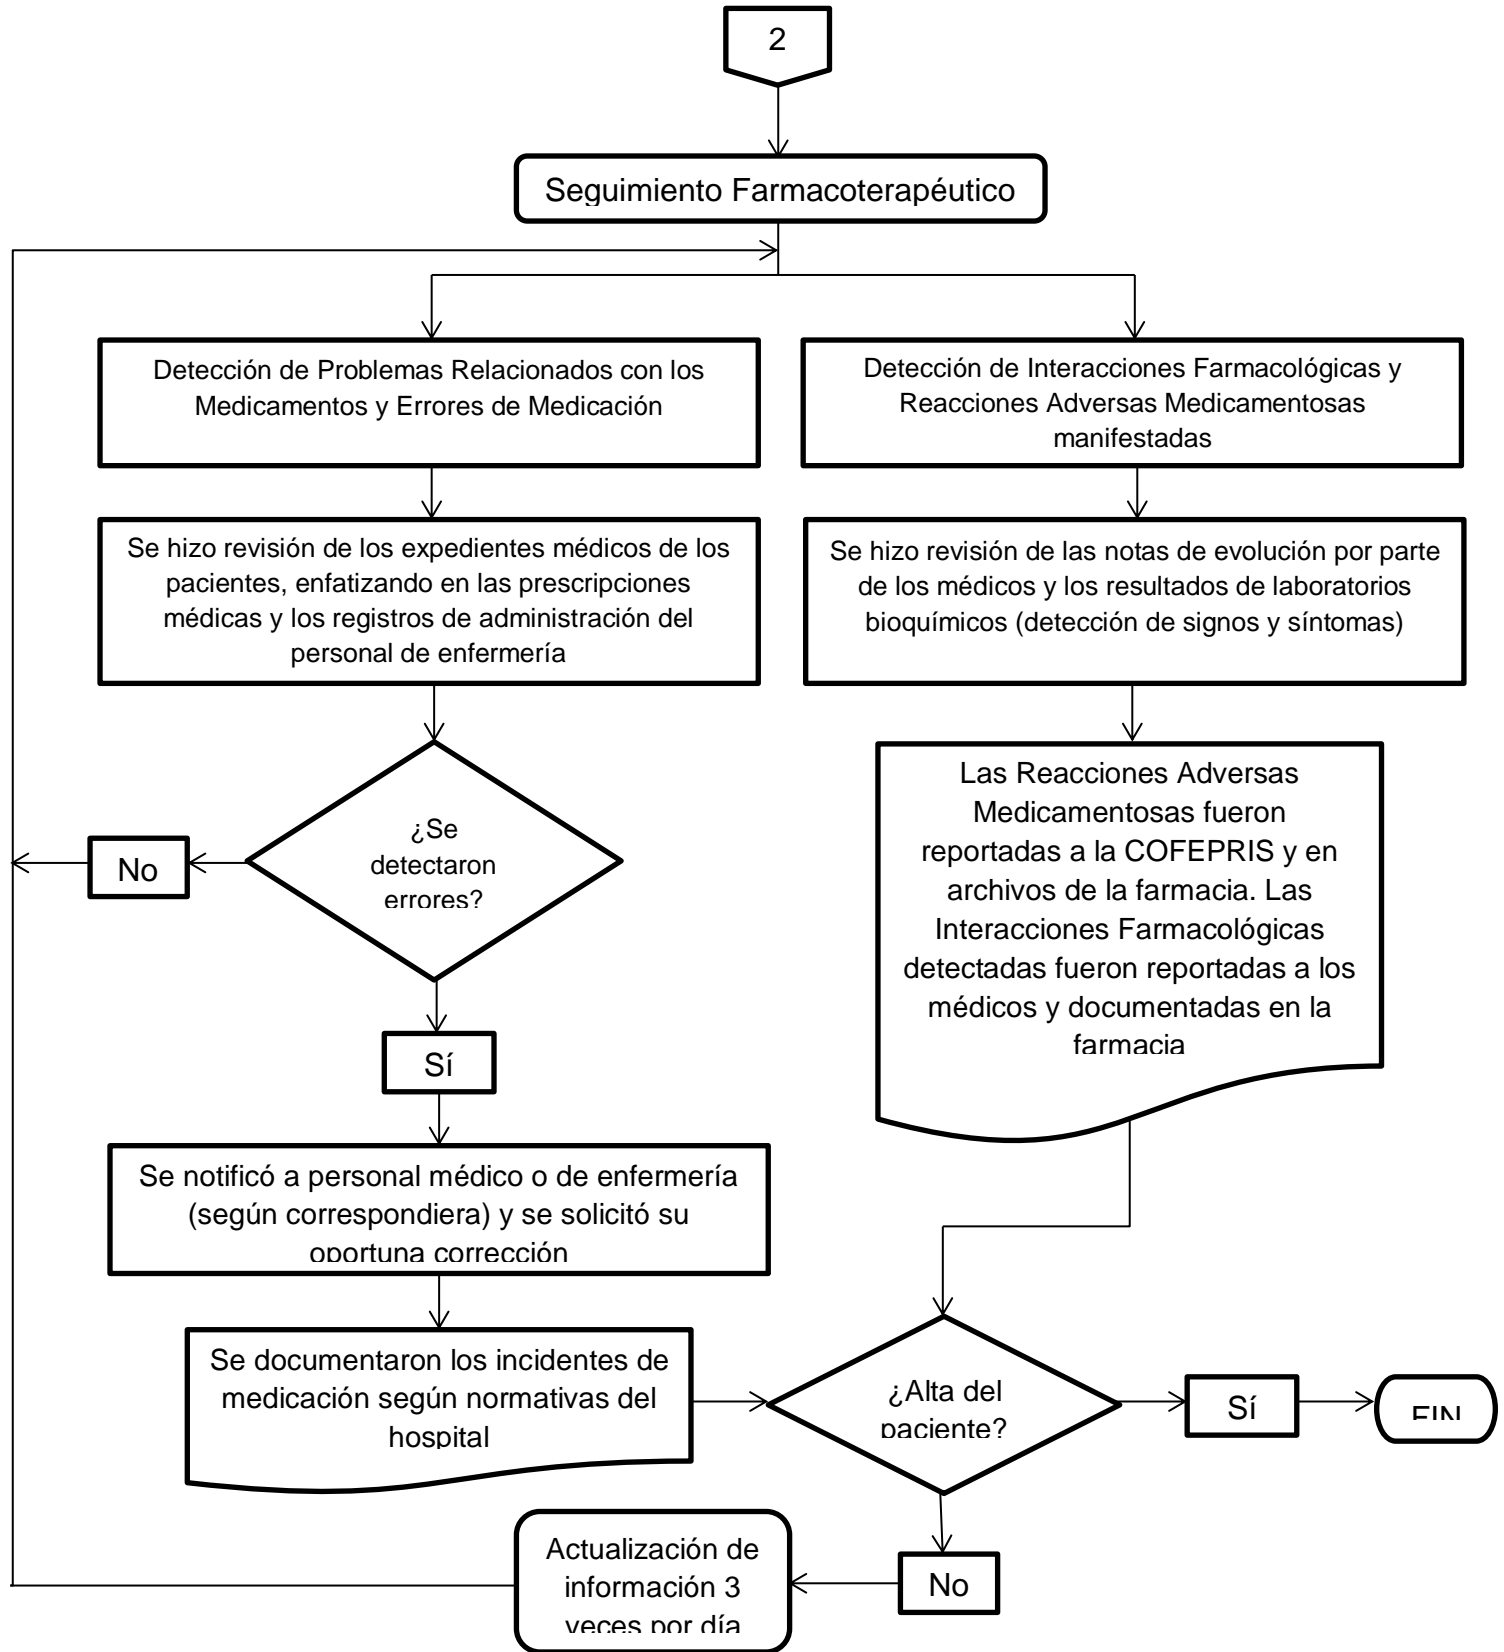 2
Seguimiento Farmacoterapéutico
Detección de Problemas Relacionados con los
Medicamentos y Errores de Medicación
Detección de Interacciones Farmacológicas y
Reacciones Adversas Medicamentosas
manifestadas
Se hizo revisión de los expedientes médicos de los
pacientes, enfatizando en las prescripciones
médicas y los registros de administración del
personal de enfermería
Se hizo revisión de las notas de evolución por parte
de los médicos y los resultados de laboratorios
bioquímicos (detección de signos y síntomas)
¿Se
detectaron
errores?
No
Sí
Las Reacciones Adversas
Medicamentosas fueron
reportadas a la COFEPRIS y en
archivos de la farmacia. Las
Interacciones Farmacológicas
detectadas fueron reportadas a los
médicos y documentadas en la
farmacia
Se notificó a personal médico o de enfermería
(según correspondiera) y se solicitó su
oportuna corrección
Se documentaron los incidentes de
medicación según normativas del
hospital
¿Alta del
paciente?
Sí
FIN
No
Actualización de
información 3
veces por día